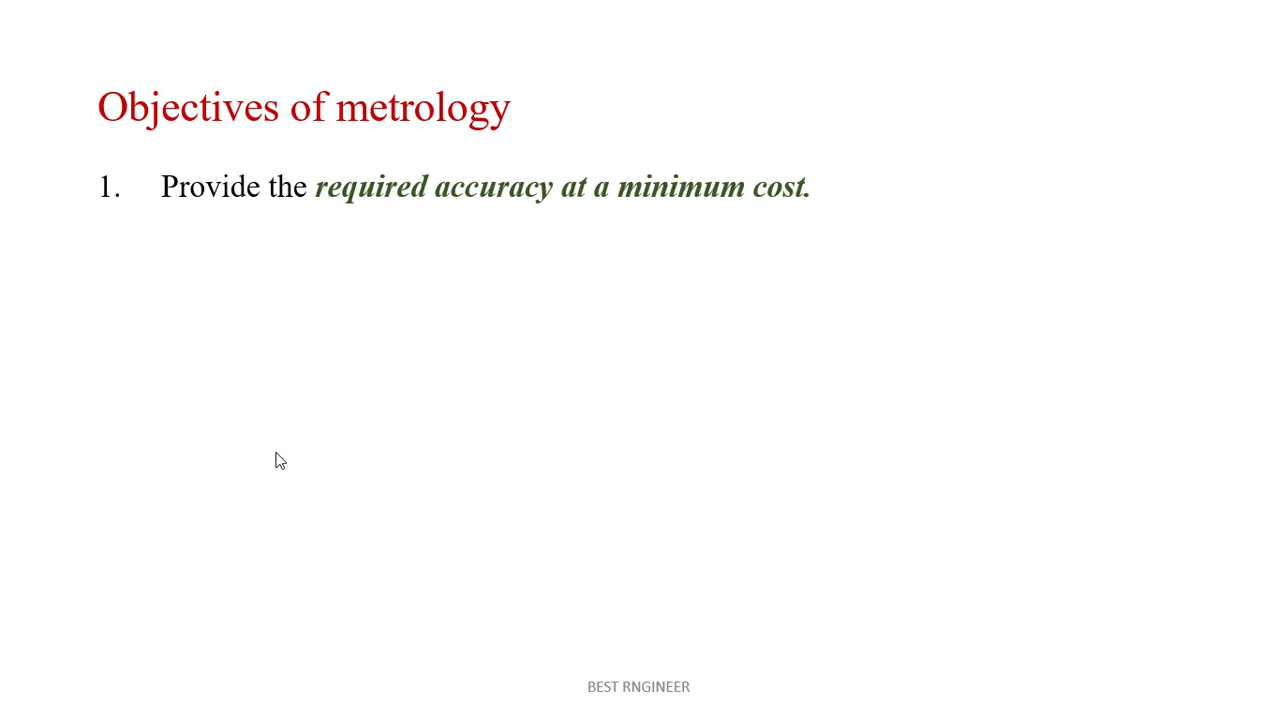 Objectives of metrology
1. Provide the required accuracy at a minimum cost.
BEST RNGINEER